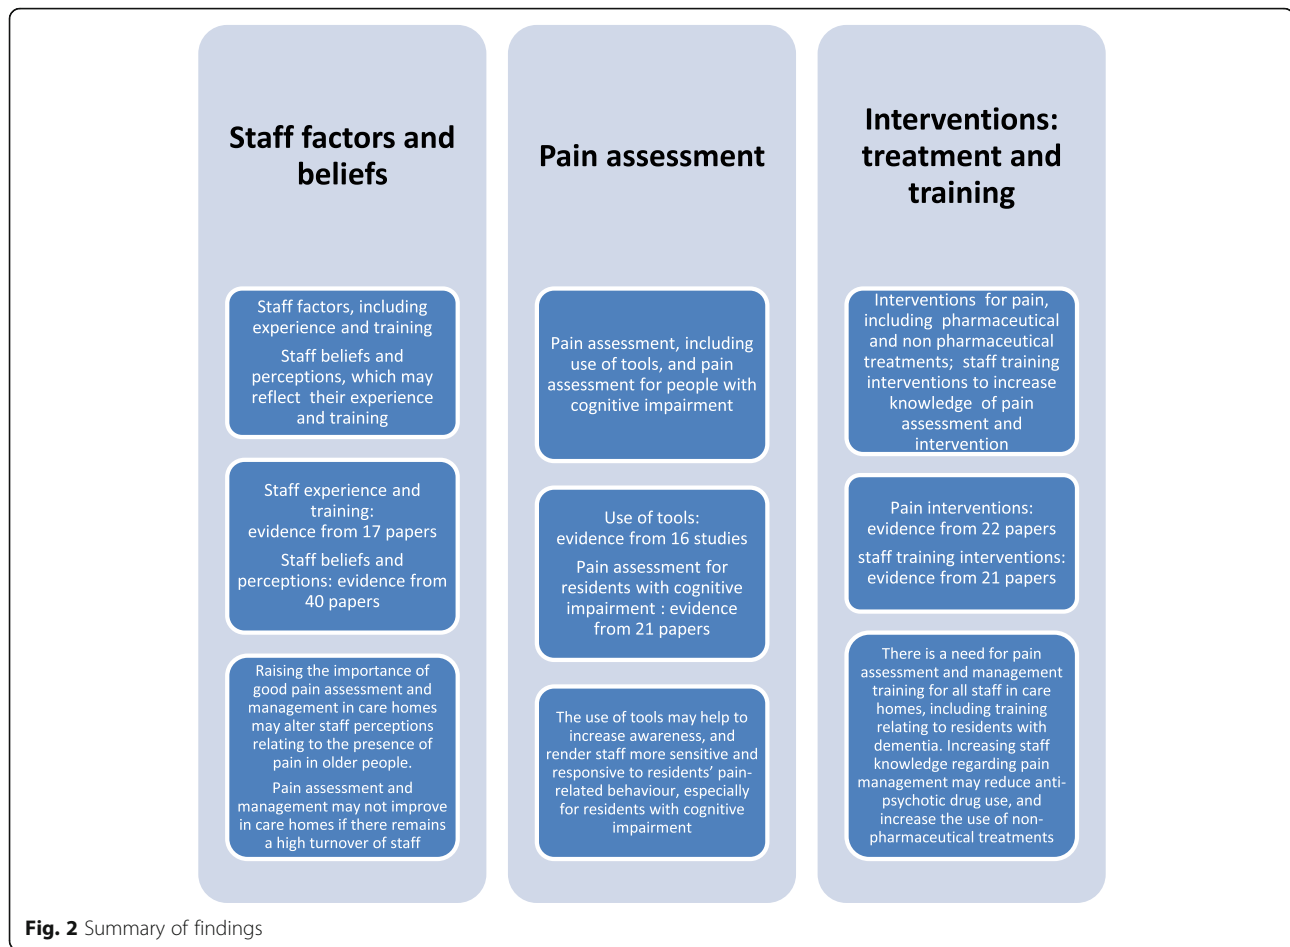 Staff factors and
beliefs
Staff factors, including
experience and training
Staff beliefs and
perceptions, which may
reflect their experience
and training
Staff experience and
training:
evidence from 17 papers
Staff beliefs and
perceptions: evidence from
40 papers
Raising the importance of
good pain assessment and
management in care homes
may alter staff perceptions
relating to the presence of
pain in older people.
Pain assessment and
management may not improve
in care homes if there remains
a high turnover of staff
Pain assessment
Pain assessment, including
use of tools, and pain
assessment for people with
cognitive impairment
Use of tools:
evidence from 16 studies
Pain assessment for
residents with cognitive
impairment : evidence
from 21 papers
The use of tools may help to
increase awareness, and
render staff more sensitive and
responsive to residents’ pain-
related behaviour, especially
for residents with cognitive
impairment
Interventions:
treatment and
training
Interventions for pain,
including pharmaceutical
and non pharmaceutical
treatments; staff training
interventions to increase
knowledge of pain
assessment and
intervention
Pain interventions:
evidence from 22 papers
staff training interventions:
evidence from 21 papers
There is a need for pain
assessment and management
training for all staff in care
homes, including training
relating to residents with
dementia. Increasing staff
knowledge regarding pain
management may reduce anti-
psychotic drug use, and
increase the use of non-
pharmaceutical treatments
Fig. 2 Summary of findings